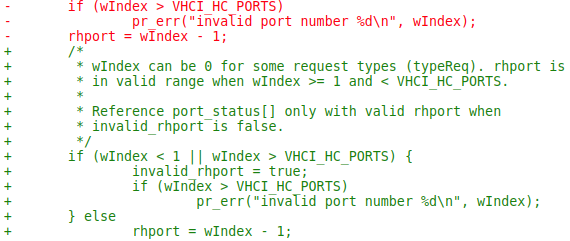 -       if (wIndex > VHCI_HC_PORTS)
-               pr_err("invalid port number %d\n", wIndex);
-       rhport = wIndex - 1;
+       /*
+        * wIndex can be 0 for some request types (typeReq). rhport is
+        * in valid range when wIndex >= 1 and < VHCI_HC_PORTS.
+        *
+        * Reference port_status[] only with valid rhport when
+        * invalid_rhport is false.
+        */
+       if (wIndex < 1 || wIndex > VHCI_HC_PORTS) {
+               invalid_rhport = true;
+               if (wIndex > VHCI_HC_PORTS)
+                       pr_err("invalid port number %d\n", wIndex);
+       } else
+               rhport = wIndex - 1;